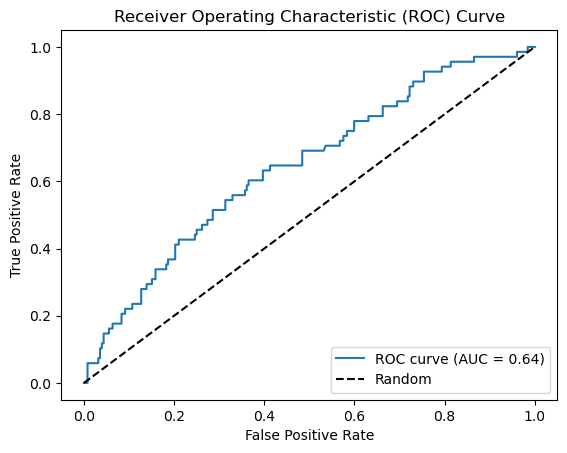 Receiver Operating Characteristic (ROC) Curve
True Positive Rate
1.0
0.8
0.6
0.4
0.2
0.0
0.0 0.2 0.4 0.6 0.8 1.0
False Positive Rate
ROC curve (AUC = 0.64)
Random